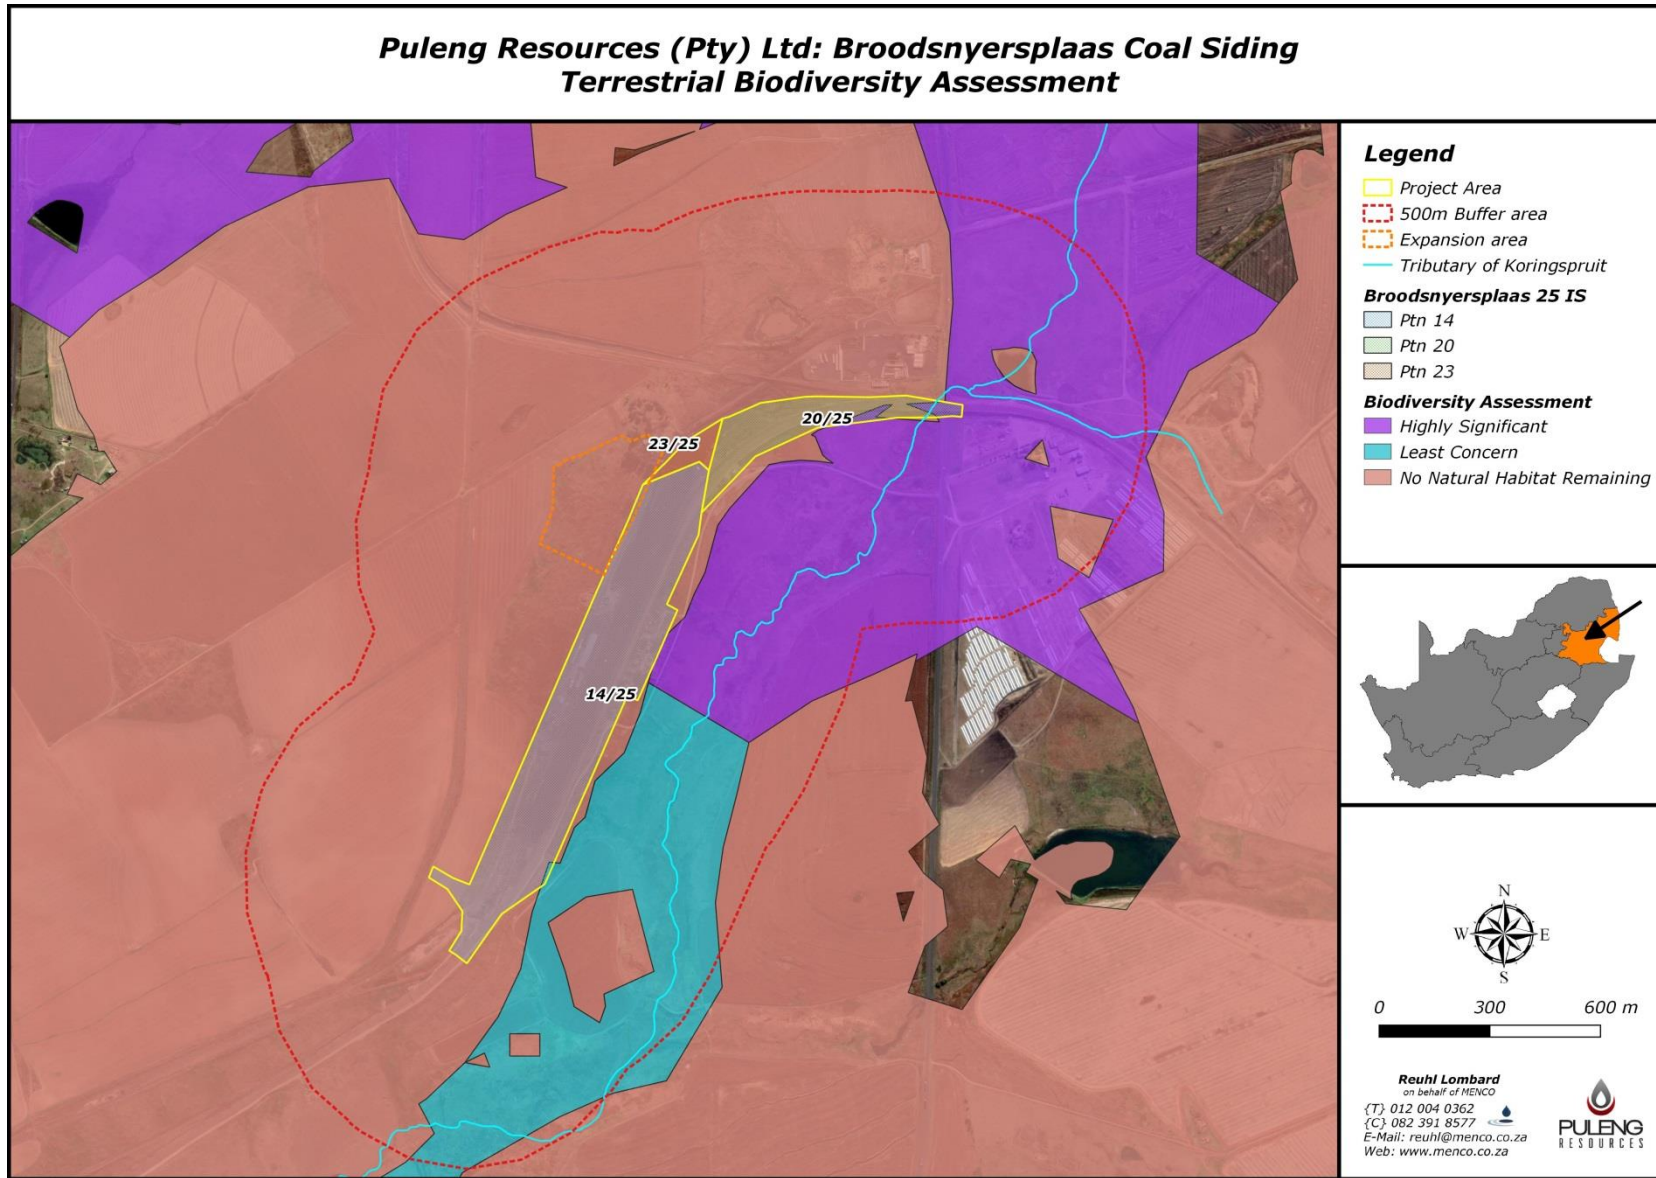 Puleng Resources (Pty) Ltd: Broodsnyersplaas Coal Siding
Terrestrial Biodiversity Assessment
23/25
20/25
14/25
Legend
Project Area
500m Buffer area
Expansion area
Tributary of Koringspruit
Broodsnyersplaas 25 IS
Ptn 14
Ptn 20
Ptn 23
Biodiversity Assessment
Highly Significant
Least Concern
No Natural Habitat Remaining
N
W E
S
0 300 600 m
Reuhl Lombard
on behalf of MENCO
{T} 012 004 0362
{C} 082 391 8577
E-Mail: reuhl@menco.co.za
Web: www.menco.co.za
PULENG
RESOURCES